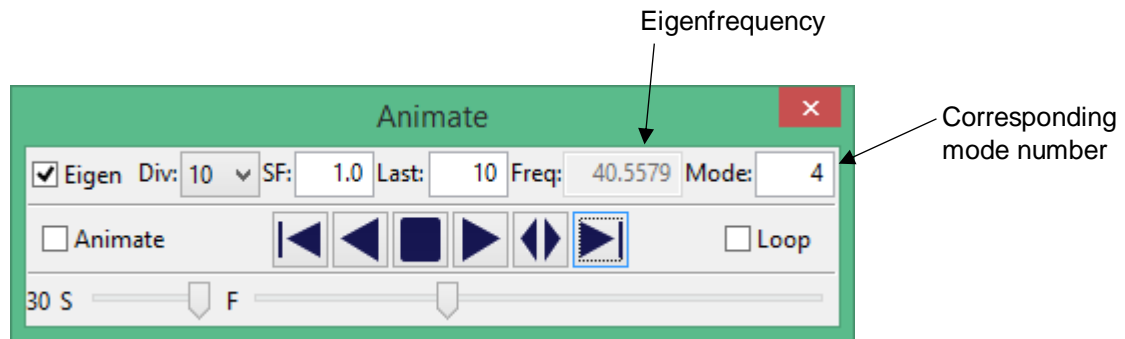 Eigenfrequency
Animate
Corresponding
mode number
Eigen Div: 10 SF: 1.0 Last: 10 Freq: 40.5579 Mode: 4
Animate Loop
30 S F